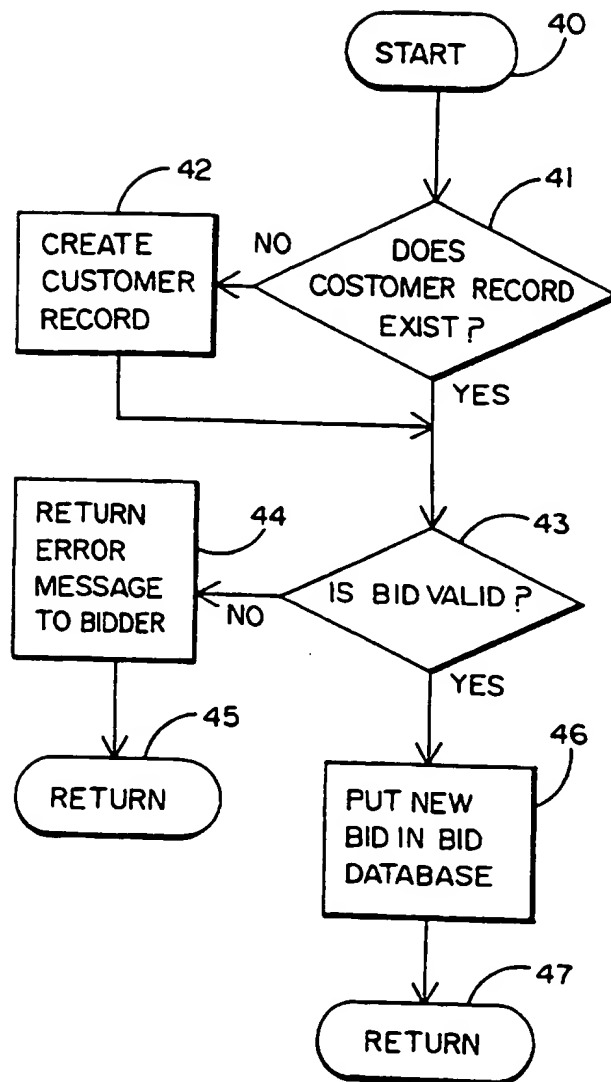 START
40
42
41
CREATE
CUSTOMER
RECORD
NO
DOES
COSTOMER RECORD
EXIST?
YES
RETURN
ERROR
MESSAGE
TO BIDDER
44
43
IS BID VALID?
NO
YES
45
RETURN
46
PUT NEW
BID IN BID
DATABASE
47
RETURN